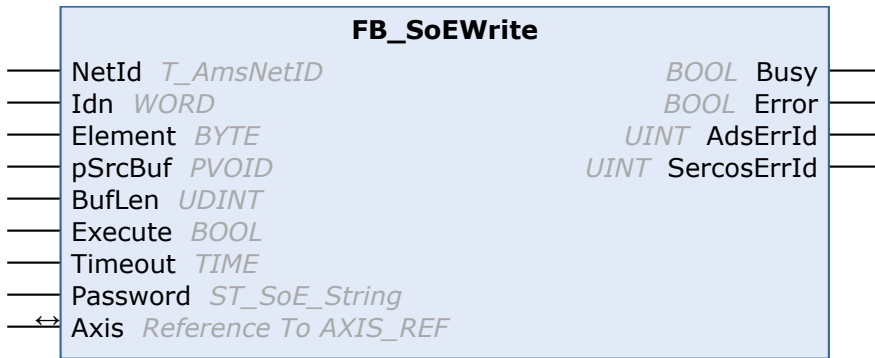 FB_SoEWrite
NetId T_AmsNetID BOOL Busy
Idn WORD BOOL Error
Element BYTE UINT AdsErrId
pSrcBuf PVOID UINT SercosErrId
BufLen UDINT
Execute BOOL
Timeout TIME
Password ST_SoE_String
↔ Axis Reference To AXIS_REF